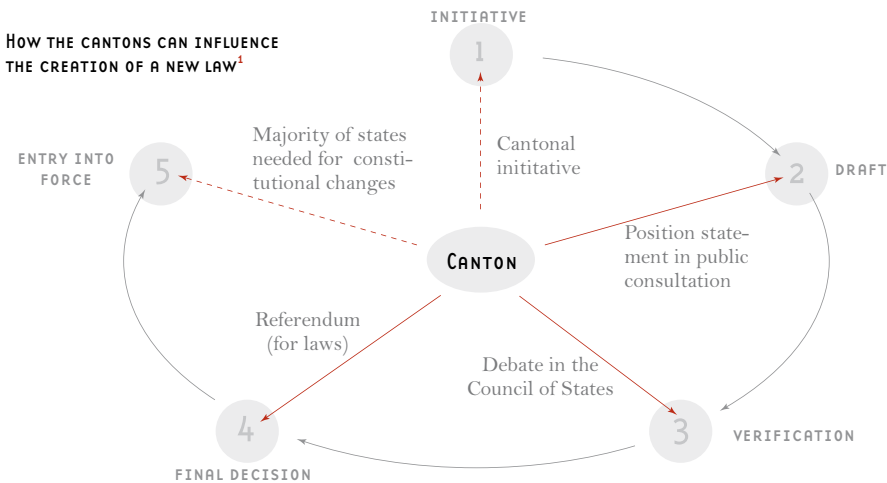 How the cantons can influence
the creation of a new law1
INITIATIVE
1
Majority of states
needed for consti-
tutional changes
Cantonal
inititative
ENTRY INTO
FORCE
5
2
DRAFT
Canton
Position state-
ment in public
consultation
Referendum
(for laws)
Debate in the
Council of States
4
FINAL DECISION
3
VERIFICATION